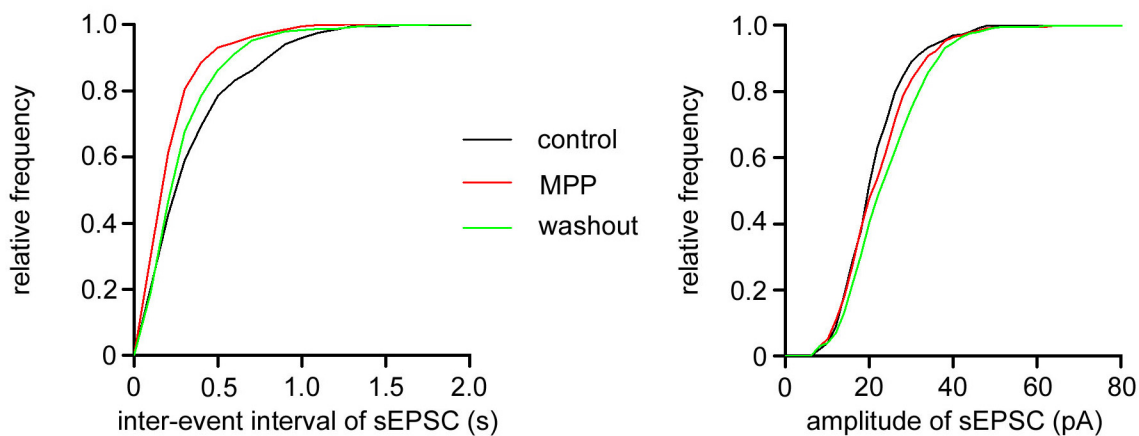 relative frequency
1.0
0.8
0.6
0.4
0.2
0
0 0.5 1.0 1.5 2.0
inter-event interval of sEPSC (s)
control
MPP
washout
relative frequency
1.0
0.8
0.6
0.4
0.2
0
0 20 40 60 80
amplitude of sEPSC (pA)